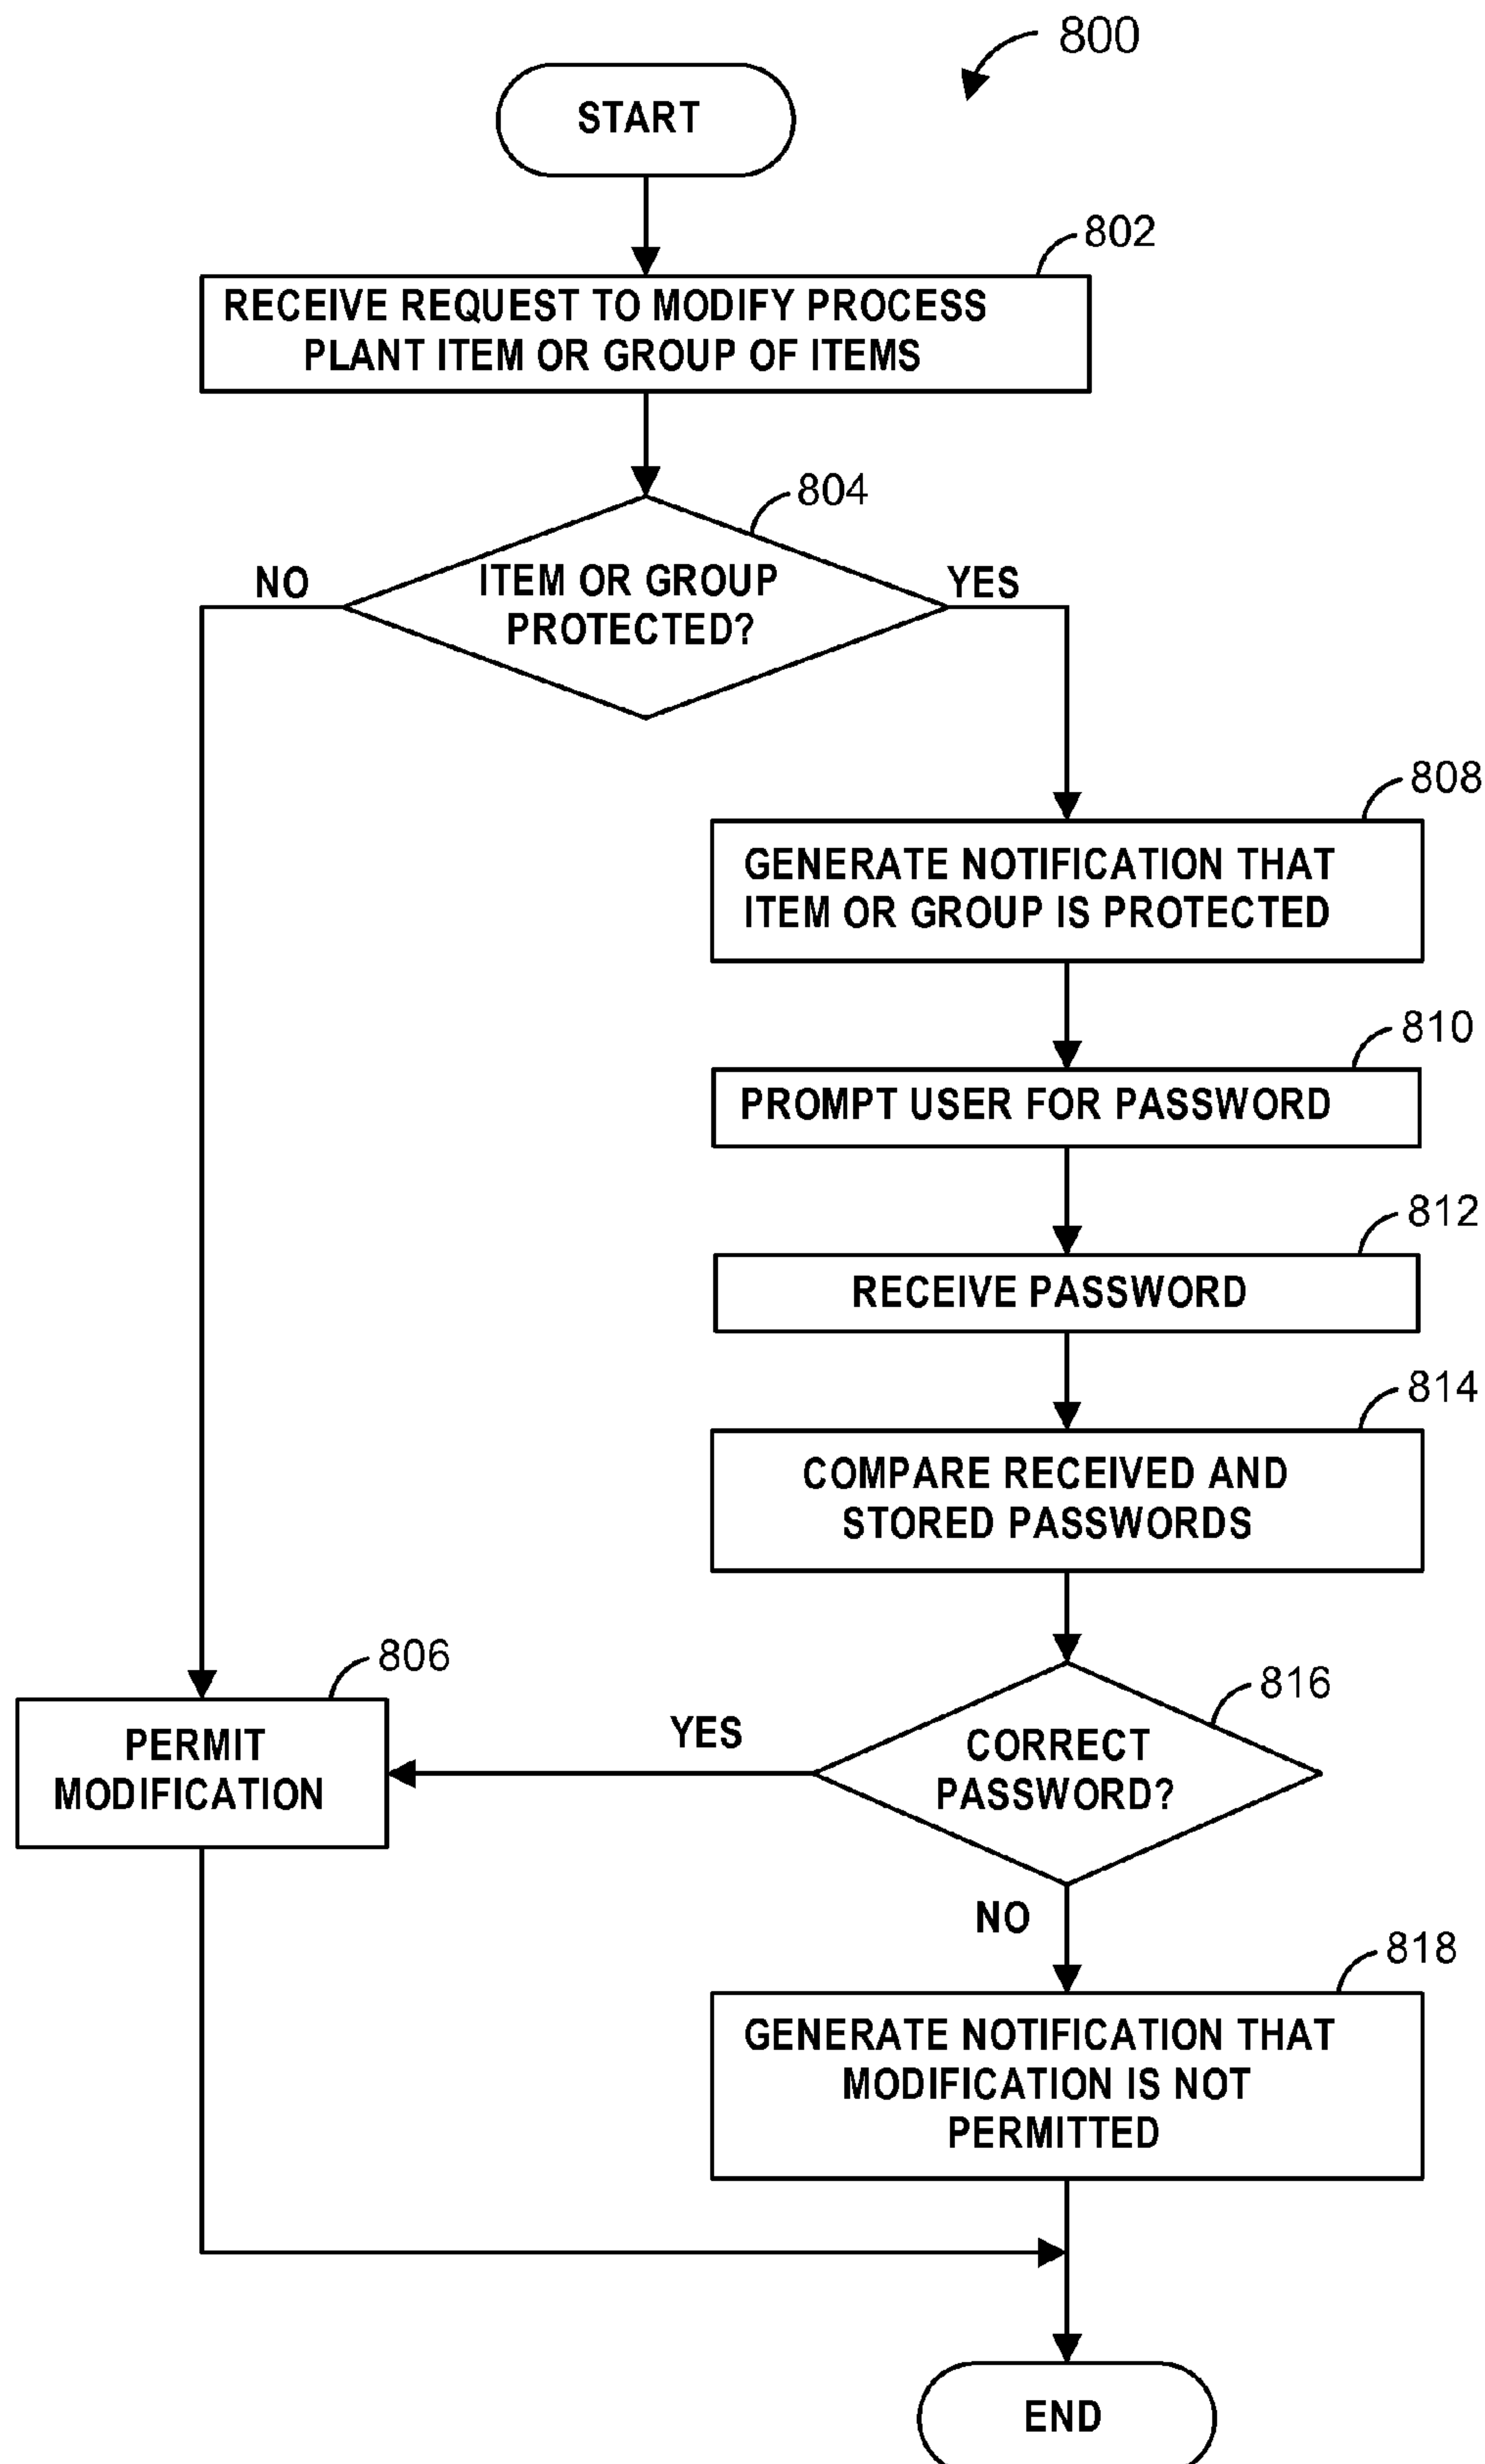 800
START
802
RECEIVE REQUEST TO MODIFY PROCESS
PLANT ITEM OR GROUP OF ITEMS
804
NO
ITEM OR GROUP
PROTECTED?
YES
808
GENERATE NOTIFICATION THAT
ITEM OR GROUP IS PROTECTED
810
PROMPT USER FOR PASSWORD
812
RECEIVE PASSWORD
814
COMPARE RECEIVED AND
STORED PASSWORDS
806
PERMIT
MODIFICATION
YES
816
CORRECT
PASSWORD?
NO
818
GENERATE NOTIFICATION THAT
MODIFICATION IS NOT
PERMITTED
END